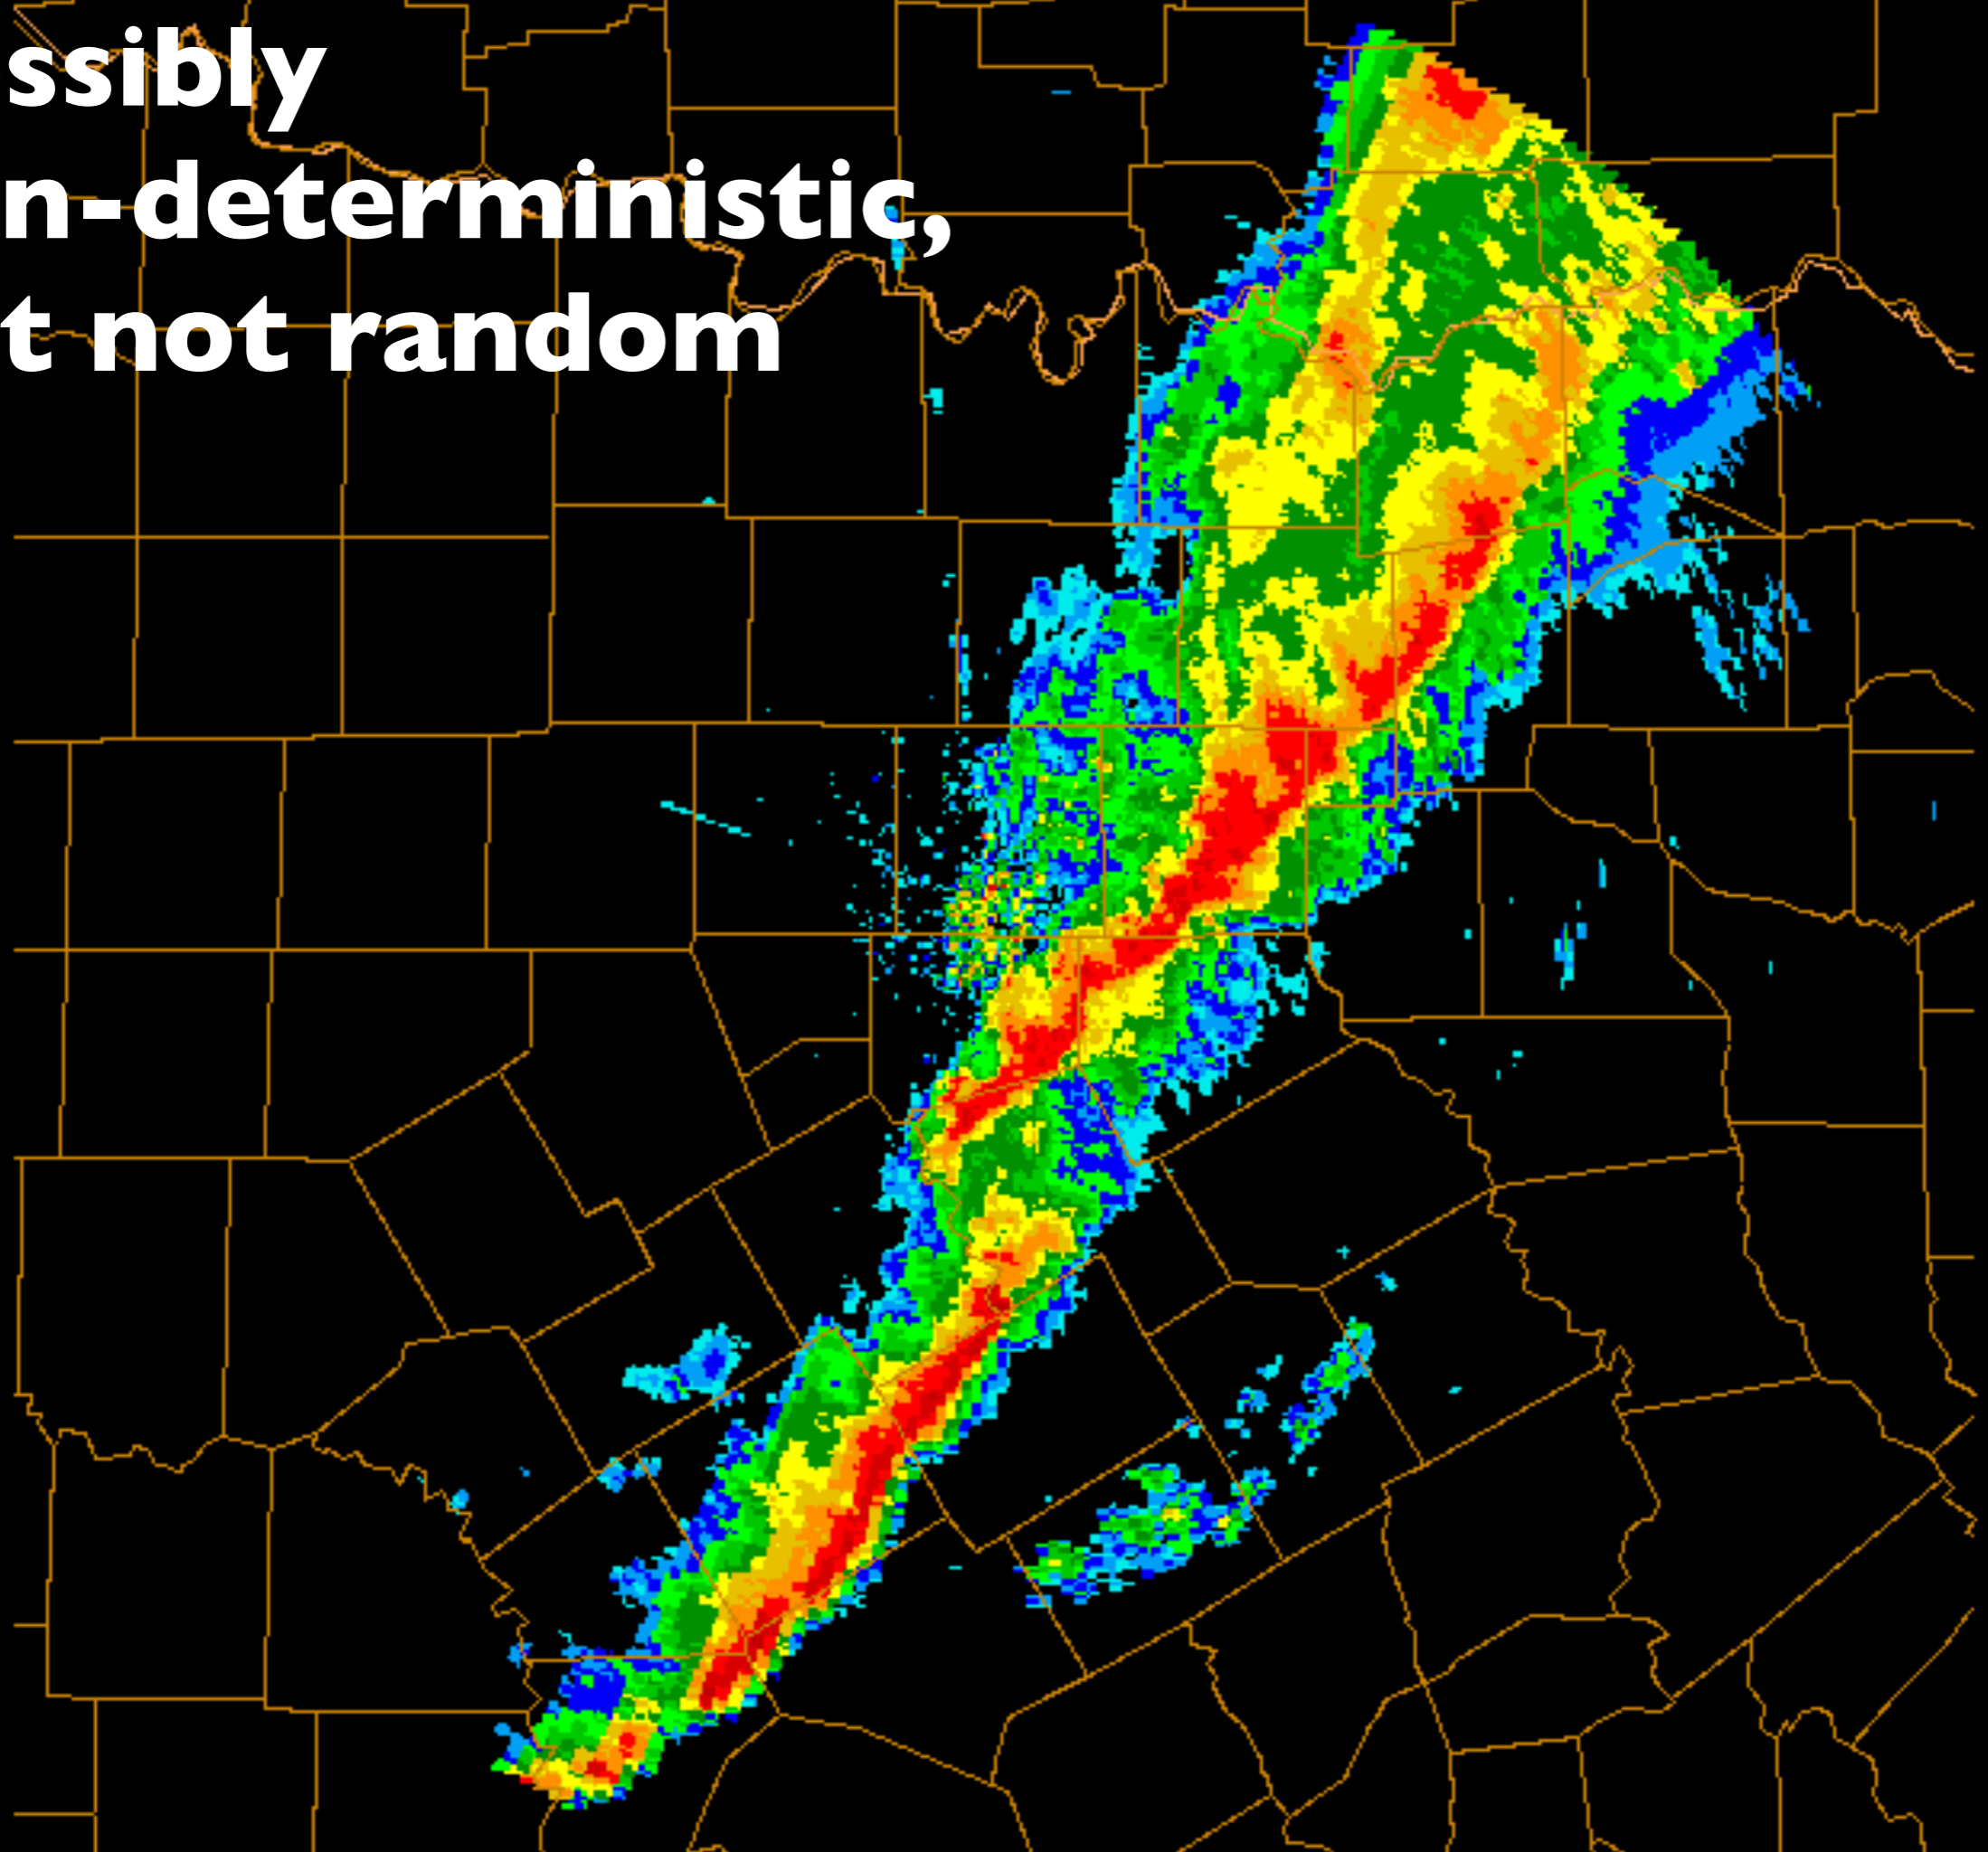 ssibly
n-deterministic,
t not random